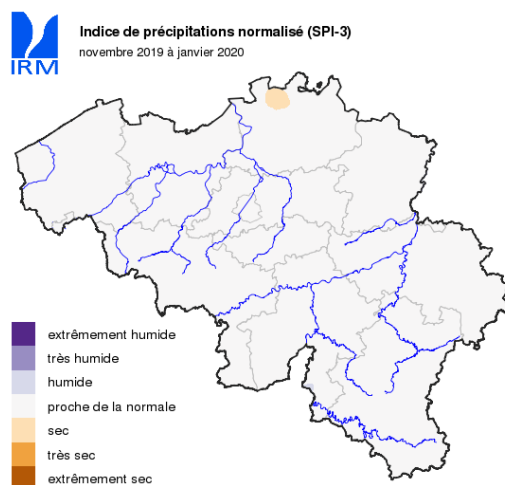 Indice de précipitations normalisé (SPI-3)
novembre 2019 à janvier 2020
IRM
extrêmement humide
très humide
humide
proche de la normale
sec
très sec
extrêmement sec